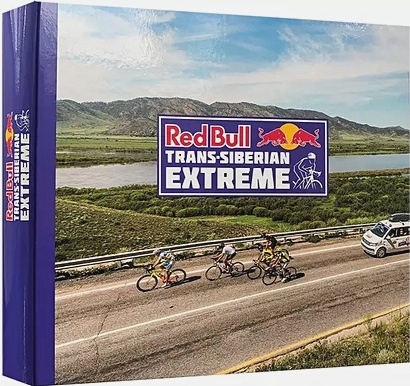 Red Bull
TRANS-SIBERIAN
EXTREME
Red Bull
TRANS-SIBERIAN
EXTREME